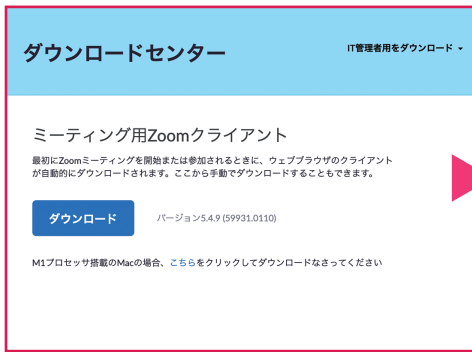 ダウンロードセンター
IT管理者用をダウンロード
ミーティング用Zoomクライアント
最初にZoomミーティングを開始または参加されるときに、ウェブブラウザのクライアント
が自動的にダウンロードされます。ここから手動でダウンロードすることもできます。
ダウンロード
バージョン5.4.9 (59931.0110)
M1プロセッサ搭載のMacの場合、こちらをクリックしてダウンロードなさってください